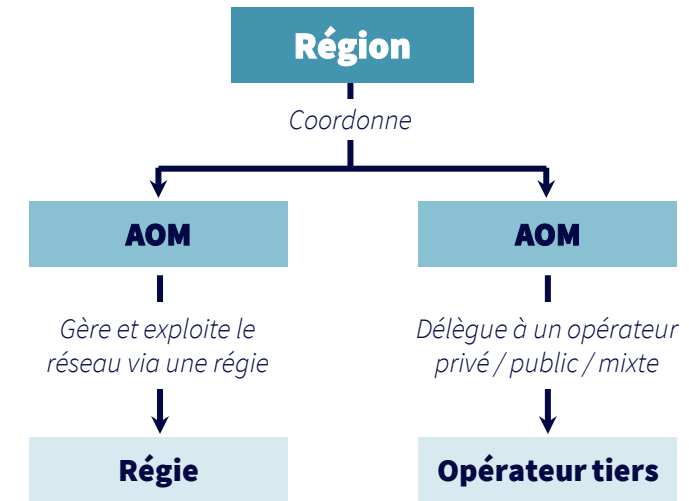 Région
Coordonne
AOM
AOM
Gère et exploite le
réseau via une régie
Délègue à un opérateur
privé / public / mixte
Régie
Opérateur tiers